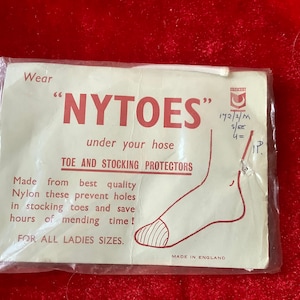 Wear
"NYTOES"
under your hose
TOE AND STOCKING PROTECTORS
Made from best quality
Nylon these prevent holes
in stocking toes and save
hours of mending time!
FOR ALL LADIES SIZES.
MADE IN ENGLAND